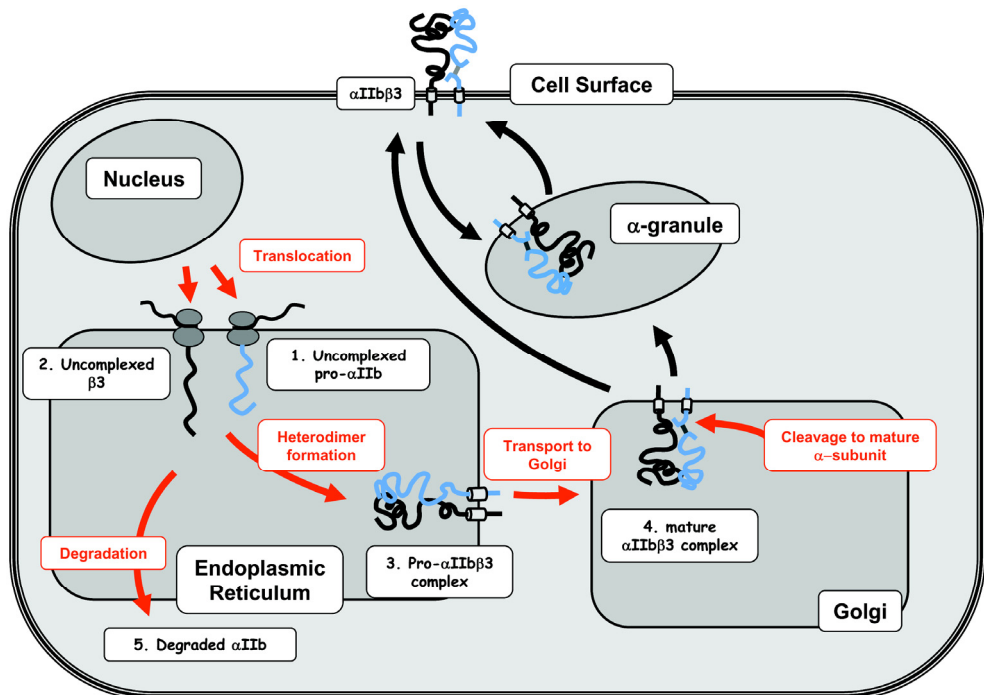 αIIbβ3
Cell Surface
Nucleus
α-granule
Translocation
2. Uncomplexed
β3
1. Uncomplexed
pro-αIIb
Heterodimer
formation
Transport to
Golgi
Cleavage to mature
α–subunit
Degradation
Endoplasmic
Reticulum
3. Pro-αIIbβ3
complex
4. mature
αIIbβ3 complex
Golgi
5. Degraded αIIb